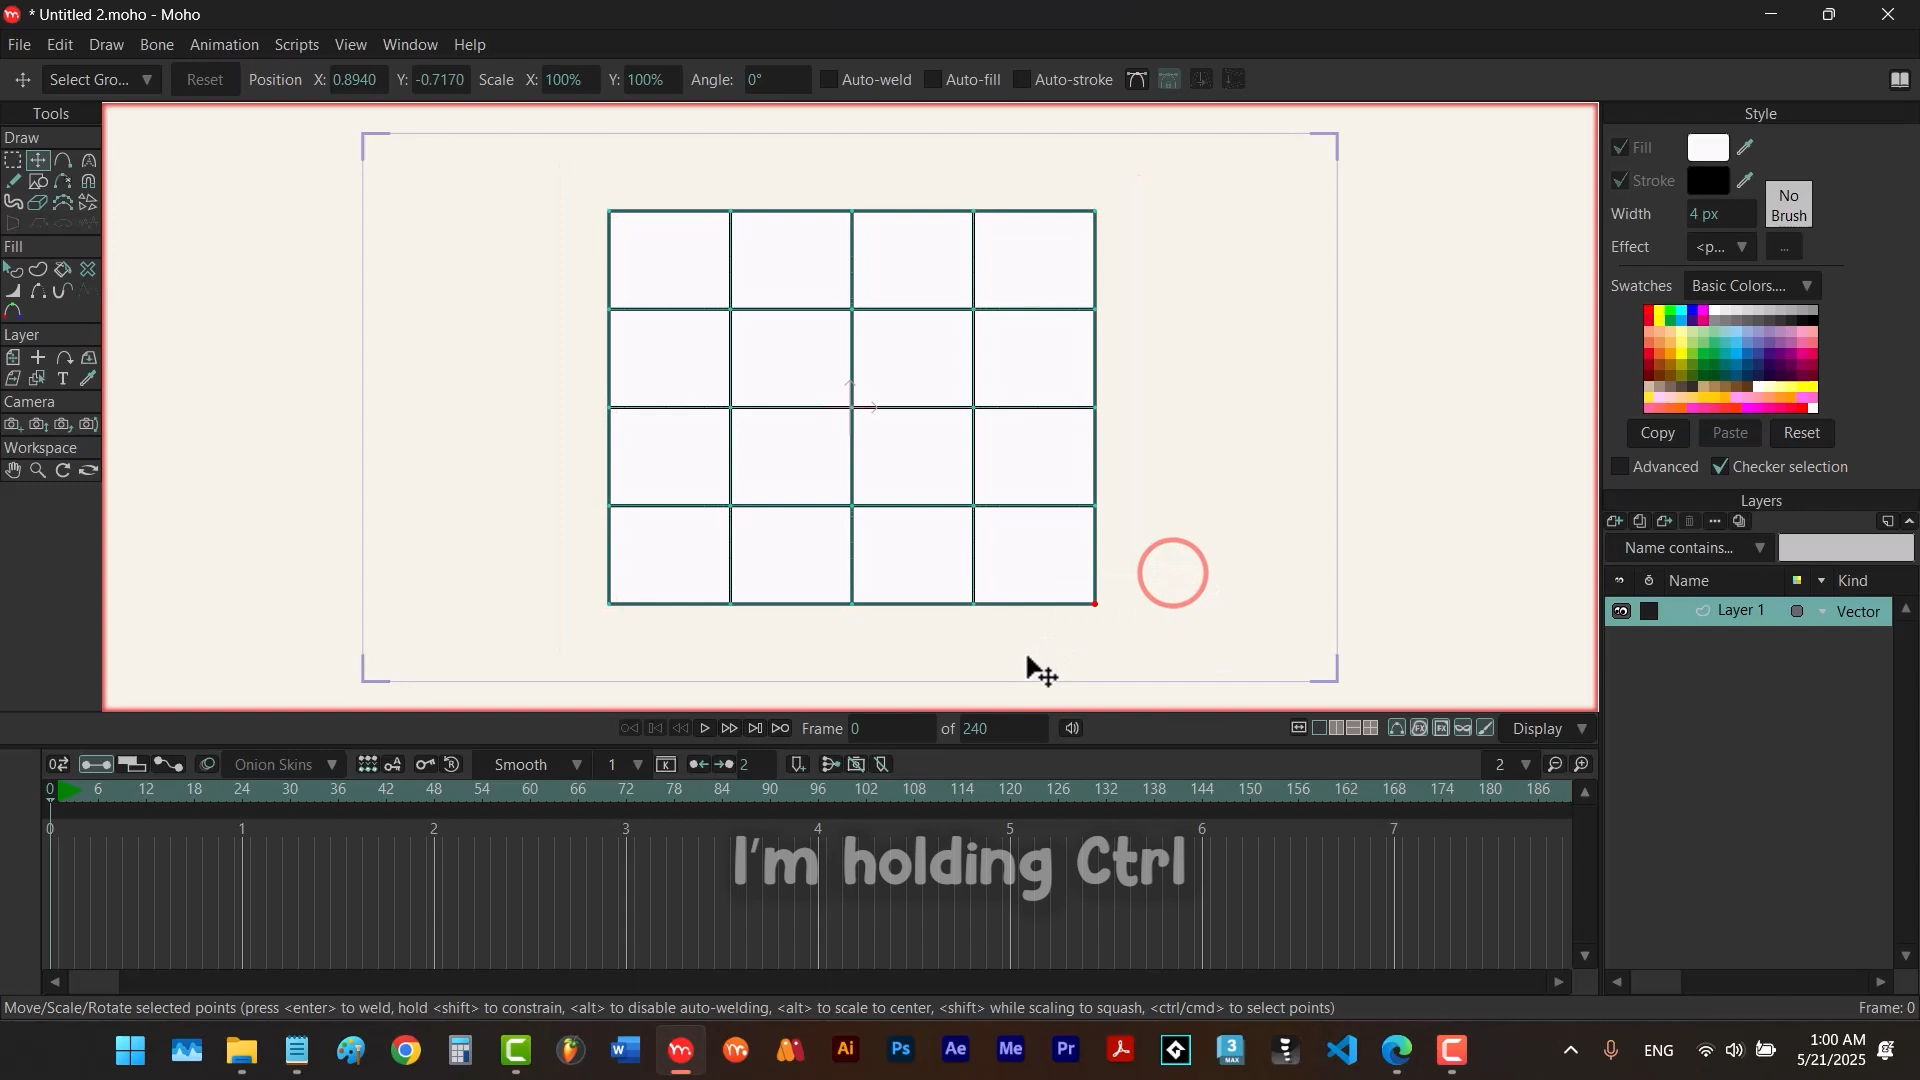 * Untitled 2.moho - Moho
File Edit Draw Bone Animation Scripts View Window Help
Select Gro... Reset Position X: 0.8940 Y: -0.7170 Scale X: 100% Y: 100% Angle: 0° Auto-weld Auto-fill Auto-stroke
Tools
Draw
Fill
Layer
Camera
Workspace
Style
Fill
Stroke
No
Brush
Width 4 px
Effect <p... ...
Swatches Basic Colors....
Copy Paste Reset
Advanced Checker selection
Layers
Name contains...
Name Kind
Layer 1 Vector
Frame 0 of 240 Display
Onion Skins Smooth 1 2 2
0 6 12 18 24 30 36 42 48 54 60 66 72 78 84 90 96 102 108 114 120 126 132 138 144 150 156 162 168 174 180 186
0 1 2 3 4 5 6 7
I'm holding Ctrl
Move/Scale/Rotate selected points (press <enter> to weld, hold <shift> to constrain, <alt> to disable auto-welding, <alt> to scale to center, <shift> while scaling to squash, <ctrl/cmd> to select points) Frame: 0
Ai Ps Ae Me Pr 3 MAX
ENG
1:00 AM
5/21/2025